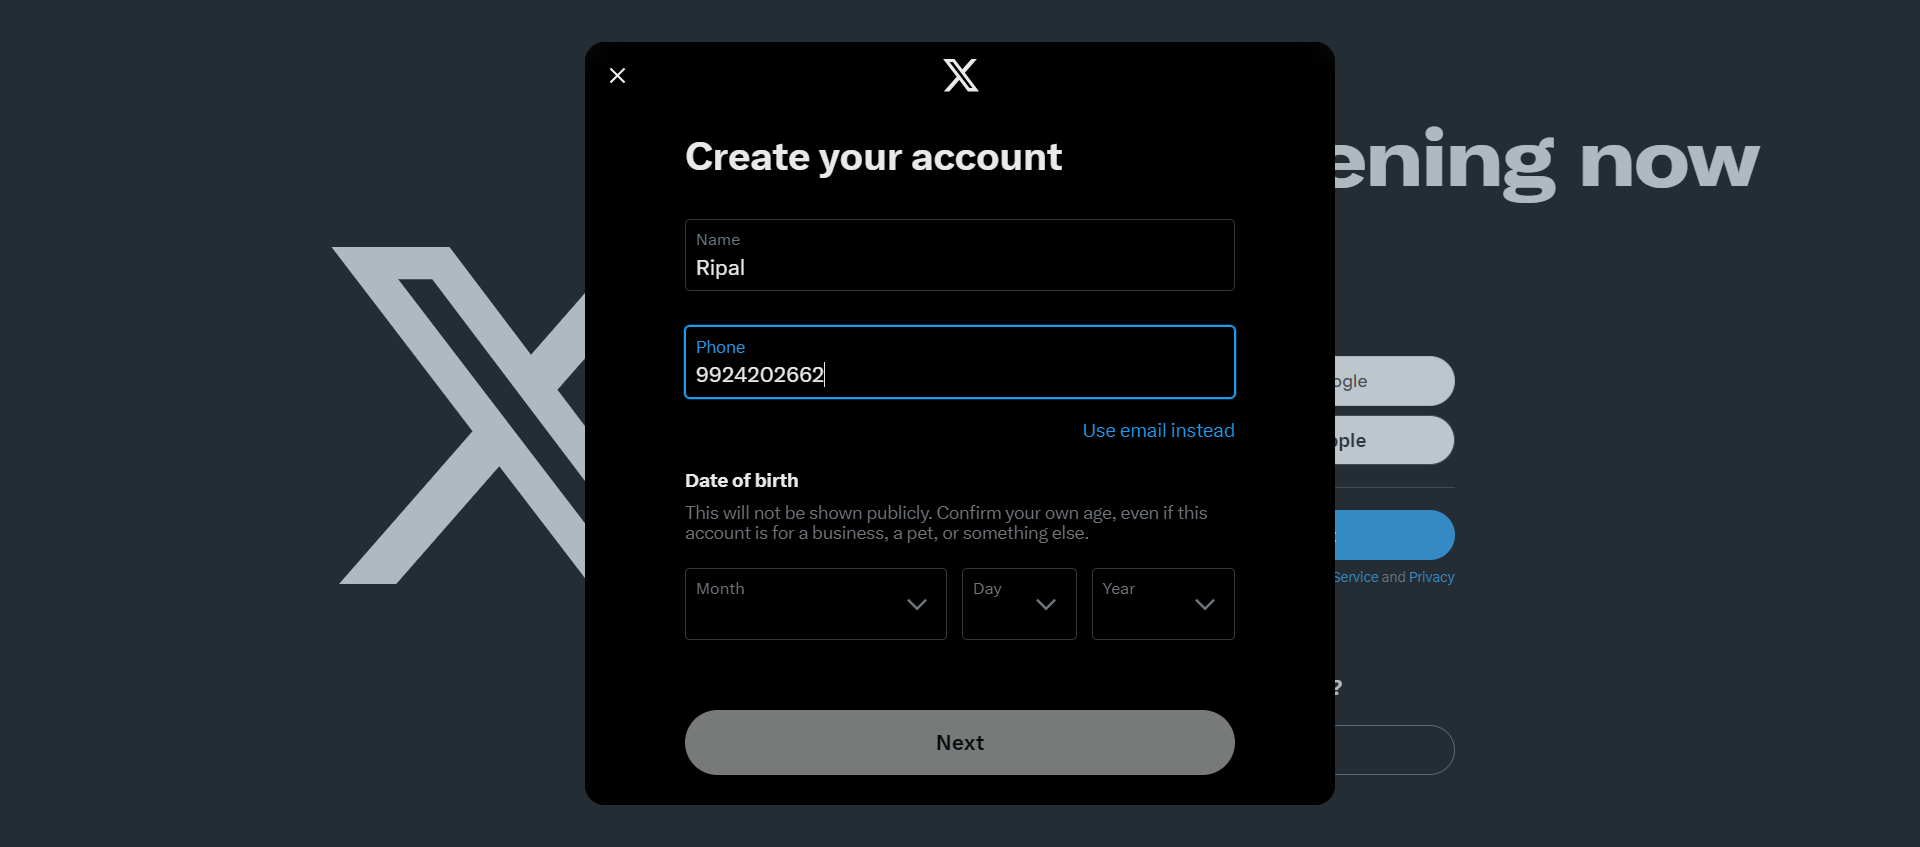 Create your account
Name
Ripal
Phone
9924202662
Use email instead
Date of birth
This will not be shown publicly. Confirm your own age, even if this
account is for a business, a pet, or something else.
Month
Day
Year
Next
ening now
ogle
ople
Service and Privacy
?